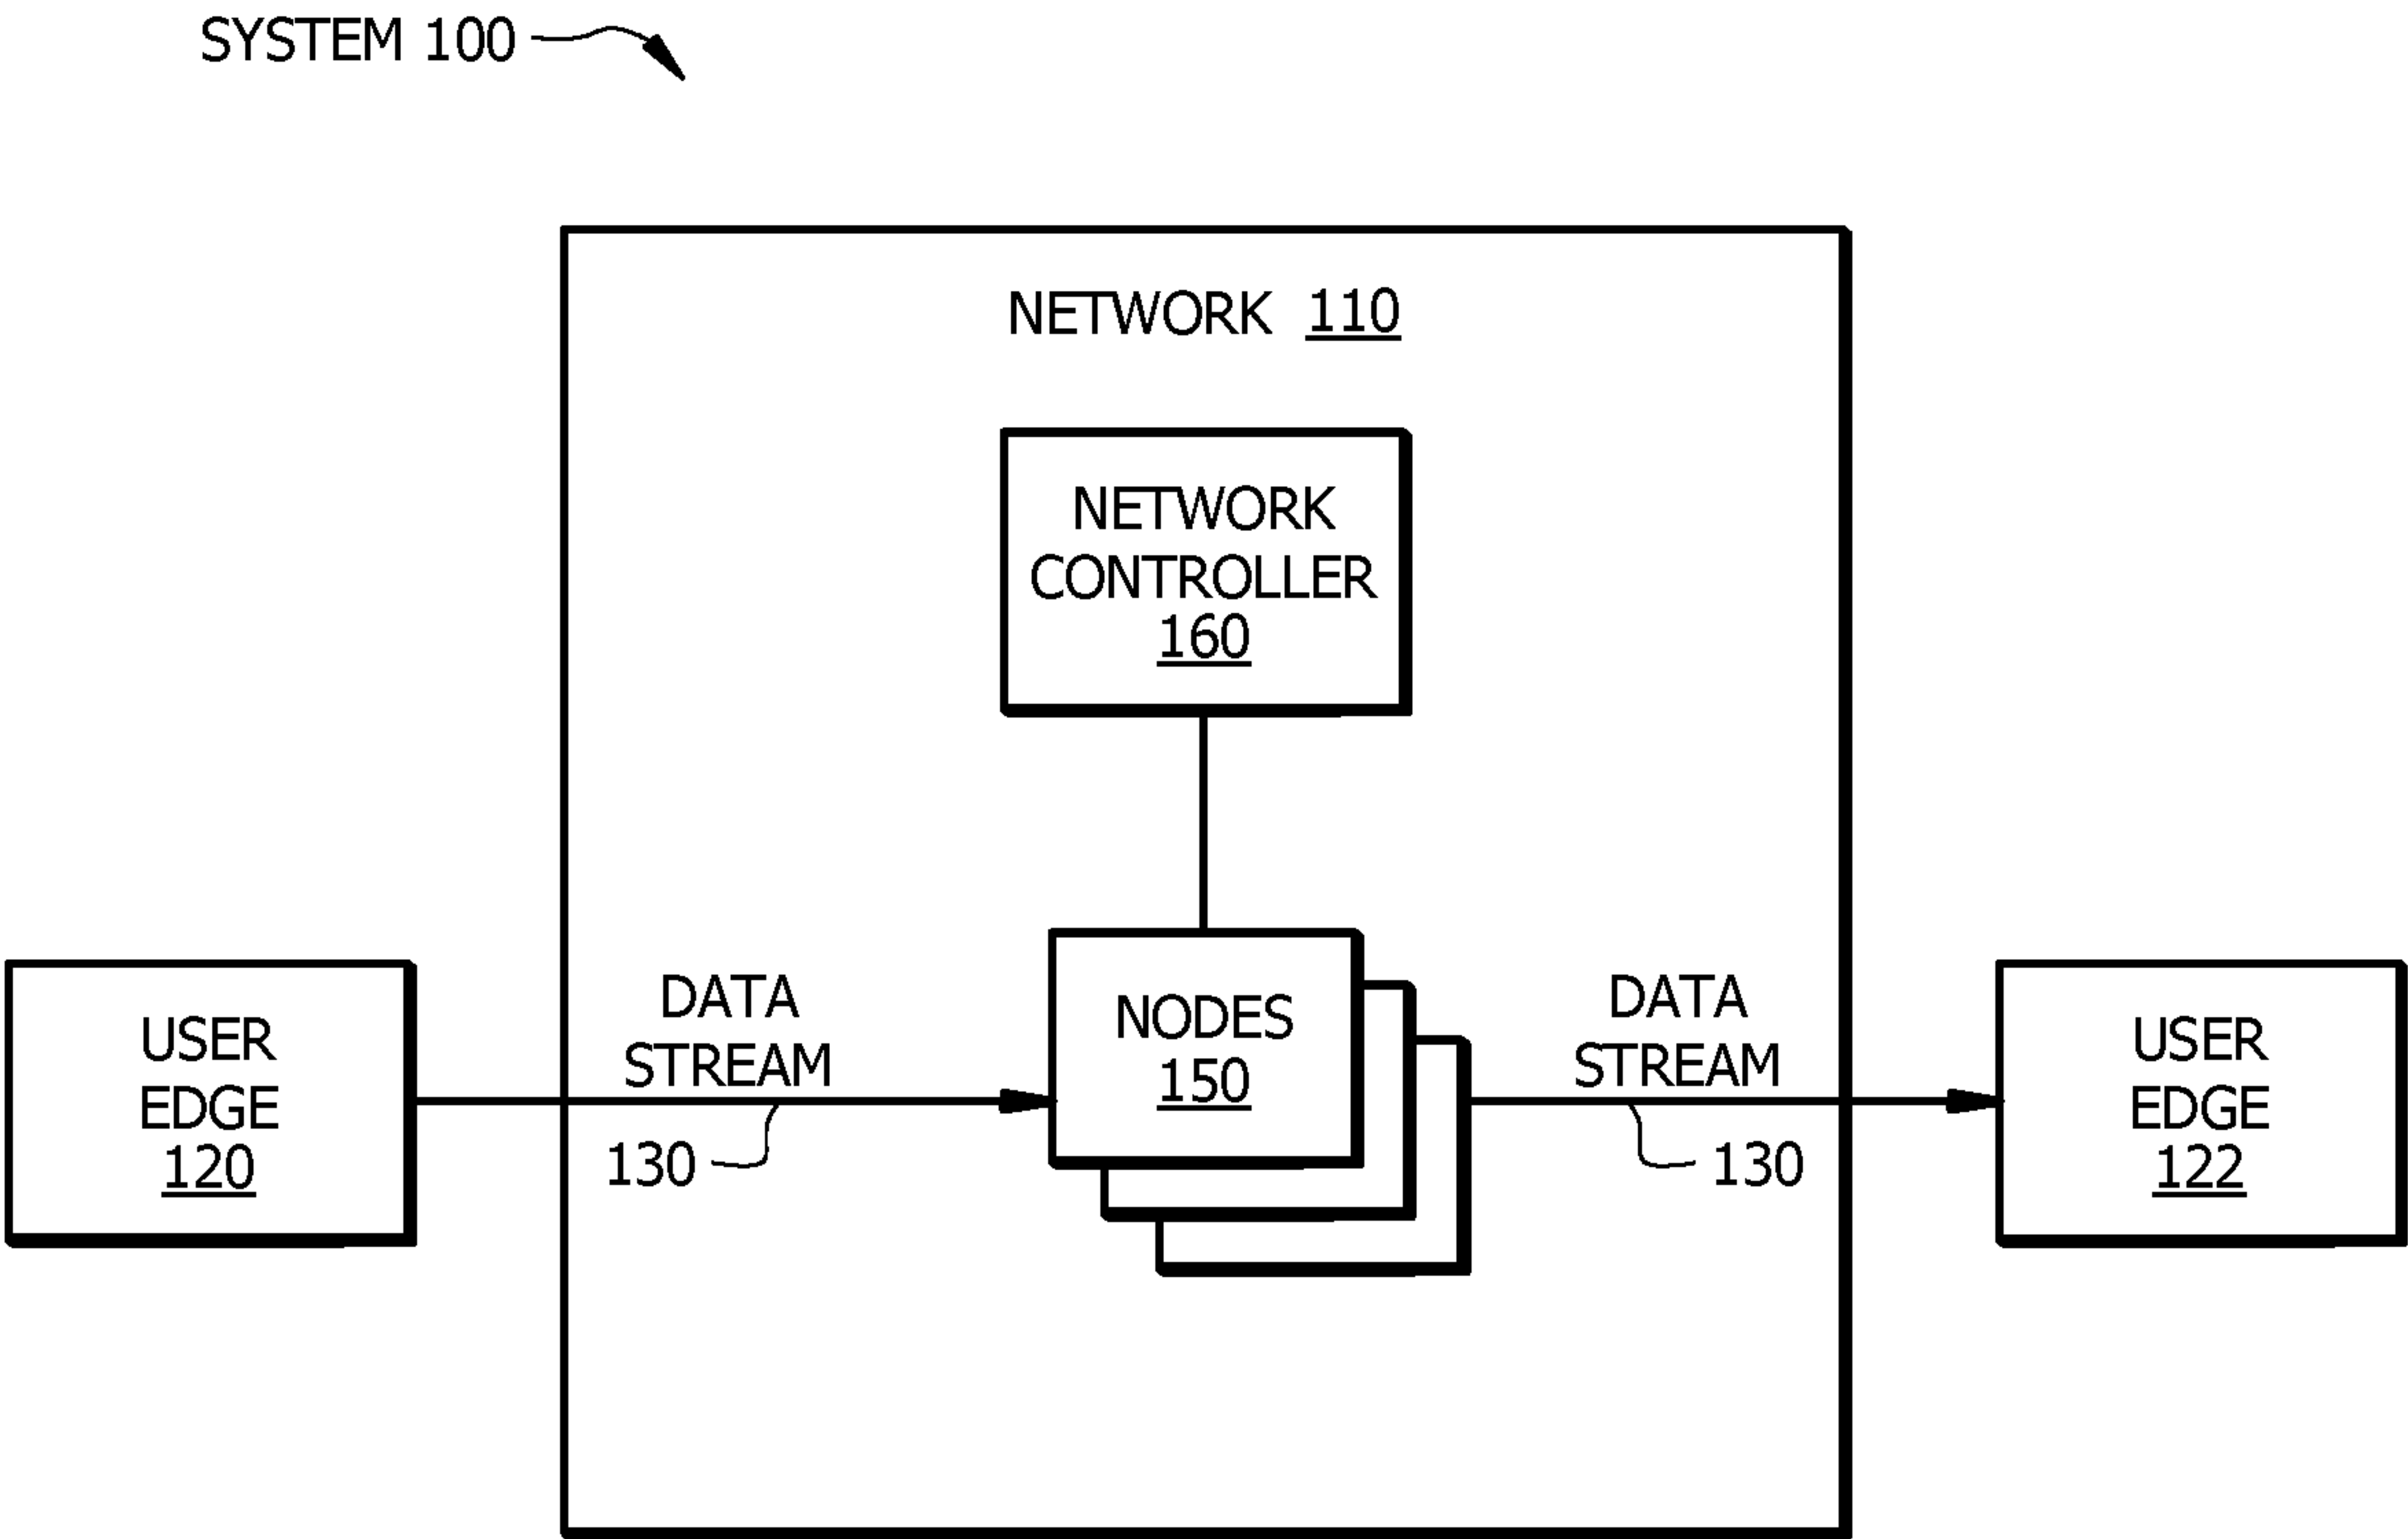 SYSTEM 100
NETWORK 110
NETWORK
CONTROLLER
160
USER
EDGE
120
DATA
STREAM
130
NODES
150
DATA
STREAM
130
USER
EDGE
122